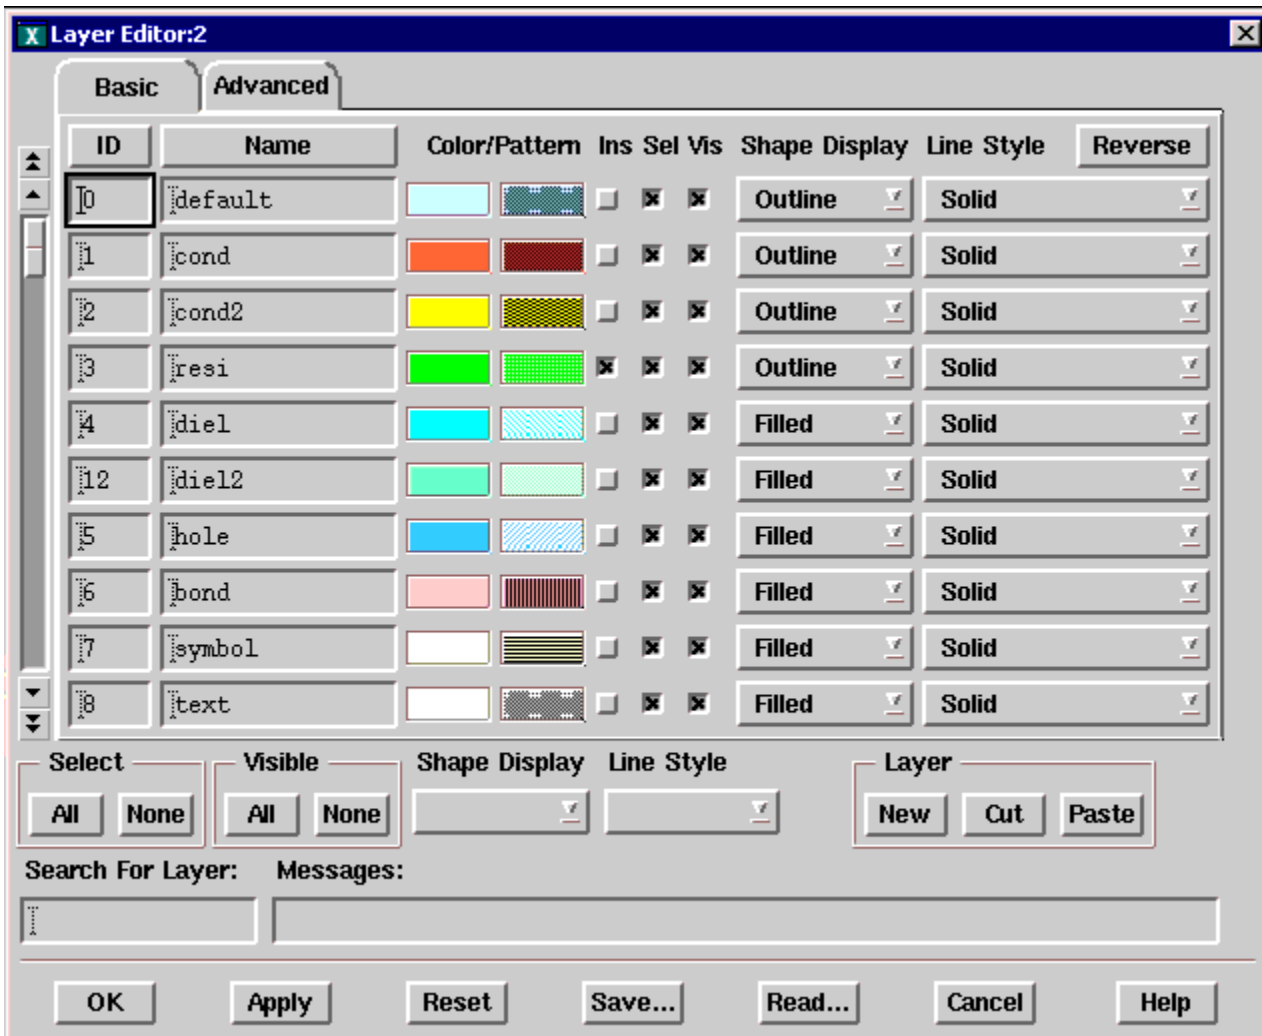 X Layer Editor:2
Basic Advanced
ID Name Color/Pattern Ins Sel Vis Shape Display Line Style Reverse
0 default Outline Solid
1 cond Outline Solid
2 cond2 Outline Solid
3 resi Outline Solid
4 diel Filled Solid
12 diel2 Filled Solid
5 hole Filled Solid
6 bond Filled Solid
7 symbol Filled Solid
8 text Filled Solid
Select Visible Shape Display Line Style Layer
All None All None New Cut Paste
Search For Layer: Messages:
OK Apply Reset Save... Read... Cancel Help